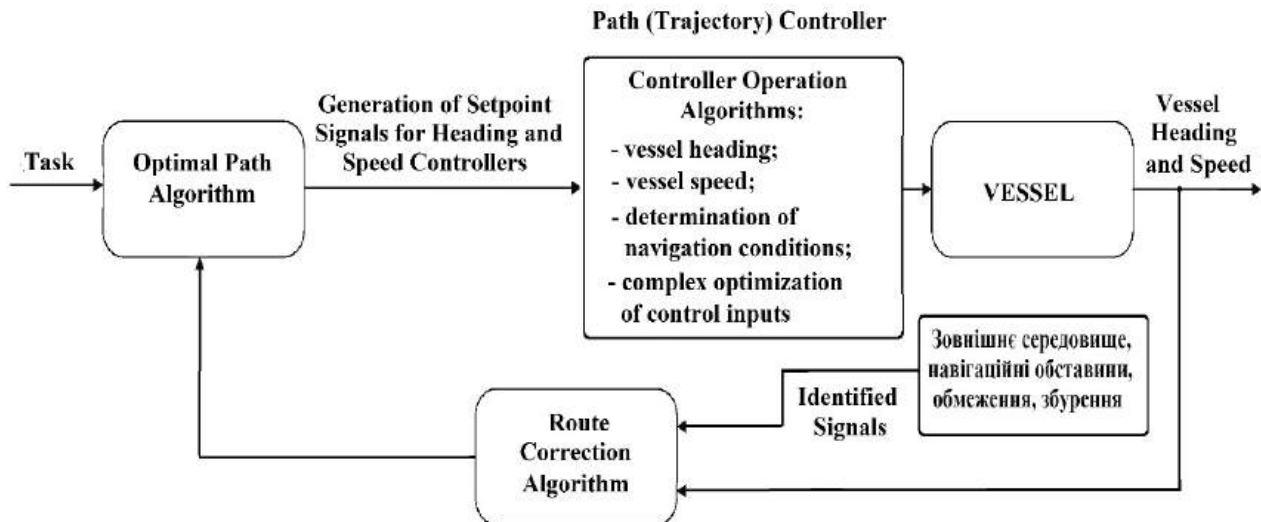 Path (Trajectory) Controller
Task
Optimal Path
Algorithm
Generation of Setpoint
Signals for Heading and
Speed Controllers
Controller Operation
Algorithms:
- vessel heading;
- vessel speed;
- determination of
navigation conditions;
- complex optimization
of control inputs
VESSEL
Vessel
Heading
and Speed
Зовнішнє середовище,
навігаційні обставини,
обмеження, збурення
Identified
Signals
Route
Correction
Algorithm